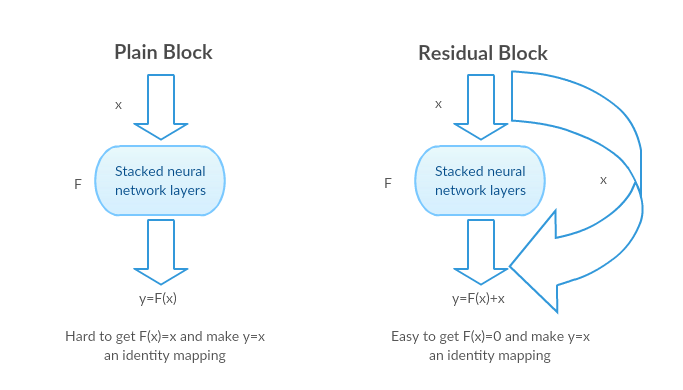 Plain Block
x
F
Stacked neural
network layers
y=F(x)
Hard to get F(x)=x and make y=x
an identity mapping
Residual Block
x
F
Stacked neural
network layers
x
y=F(x)+x
Easy to get F(x)=0 and make y=x
an identity mapping